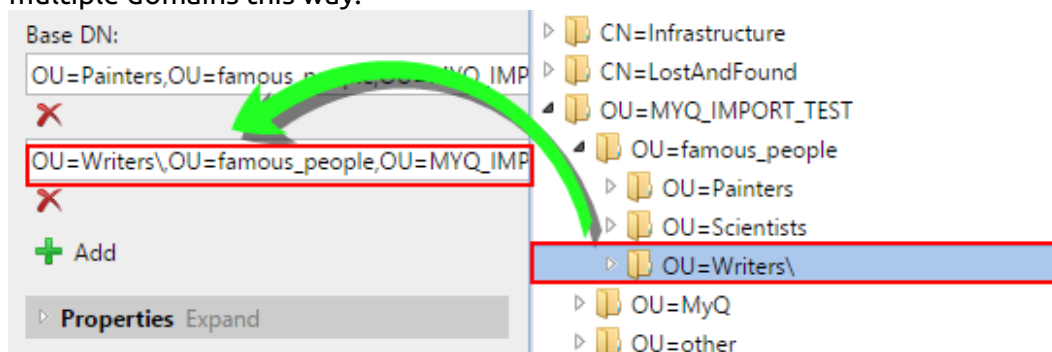 multiple domains this way.
Base DN:
OU=Painters,OU=famous_people,OU=MYQ_IMP
OU=Writers\,OU=famous_people,OU=MYQ_IMP
Add
Properties Expand
CN=Infrastructure
CN=LostAndFound
OU=MYQ_IMPORT_TEST
OU=famous_people
OU=Painters
OU=Scientists
OU=Writers\
OU=MyQ
OU=other